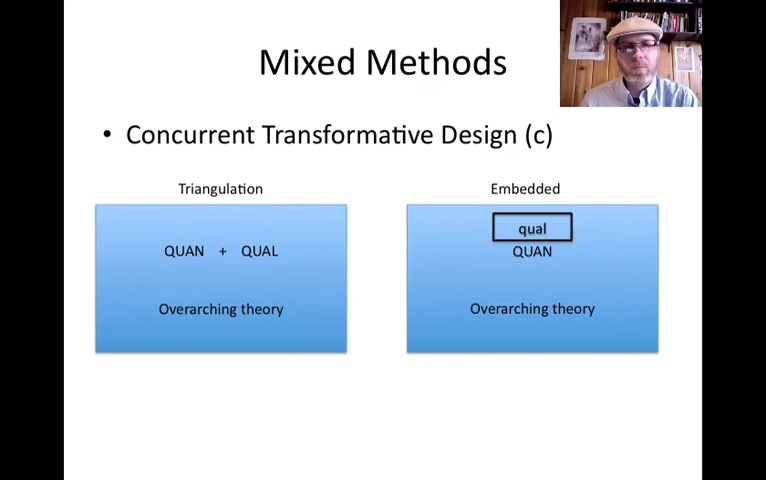 Mixed Methods
• Concurrent Transformative Design (c)
Triangulation
QUAN + QUAL
Overarching theory
Embedded
qual
QUAN
Overarching theory